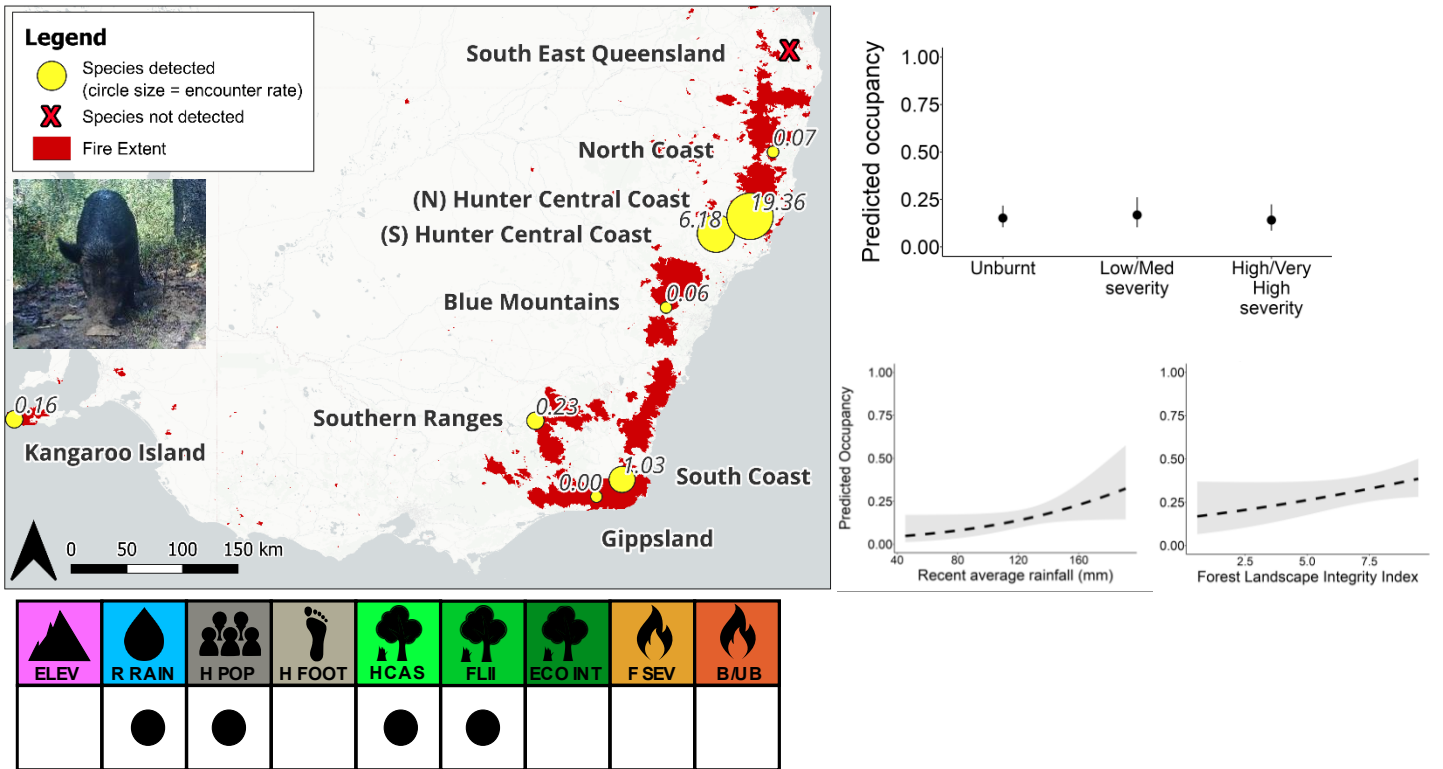 Legend
Species detected
(circle size = encounter rate)
Species not detected
Fire Extent
South East Queensland
North Coast
0.07
(N) Hunter Central Coast
19.36
6.18
(S) Hunter Central Coast
Blue Mountains
0.06
Southern Ranges
0.23
0.16
Kangaroo Island
1.03
0.00
South Coast
Gippsland
0 50 100 150 km
ELEV
R RAIN
H POP
H FOOT
HCAS
FLII
ECO INT
F SEV
B/UB
Predicted occupancy
1.00
0.75
0.50
0.25
0.00
Unburnt
Low/Med
severity
High/Very
High
severity
Predicted Occupancy
1.00
0.75
0.50
0.25
0.00
40 80 120 160
Recent average rainfall (mm)
1.00
0.75
0.50
0.25
0.00
2.5 5.0 7.5
Forest Landscape Integrity Index